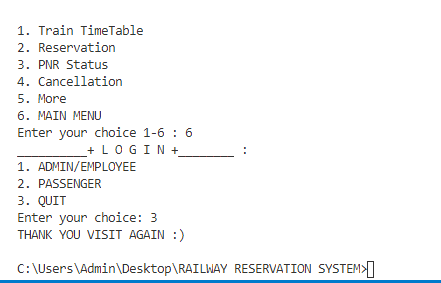 1. Train TimeTable
2. Reservation
3. PNR Status
4. Cancellation
5. More
6. MAIN MENU
Enter your choice 1-6 : 6
__________+ L O G I N +________ :
1. ADMIN/EMPLOYEE
2. PASSENGER
3. QUIT
Enter your choice: 3
THANK YOU VISIT AGAIN :)
C:\Users\Admin\Desktop\RAILWAY RESERVATION SYSTEM>